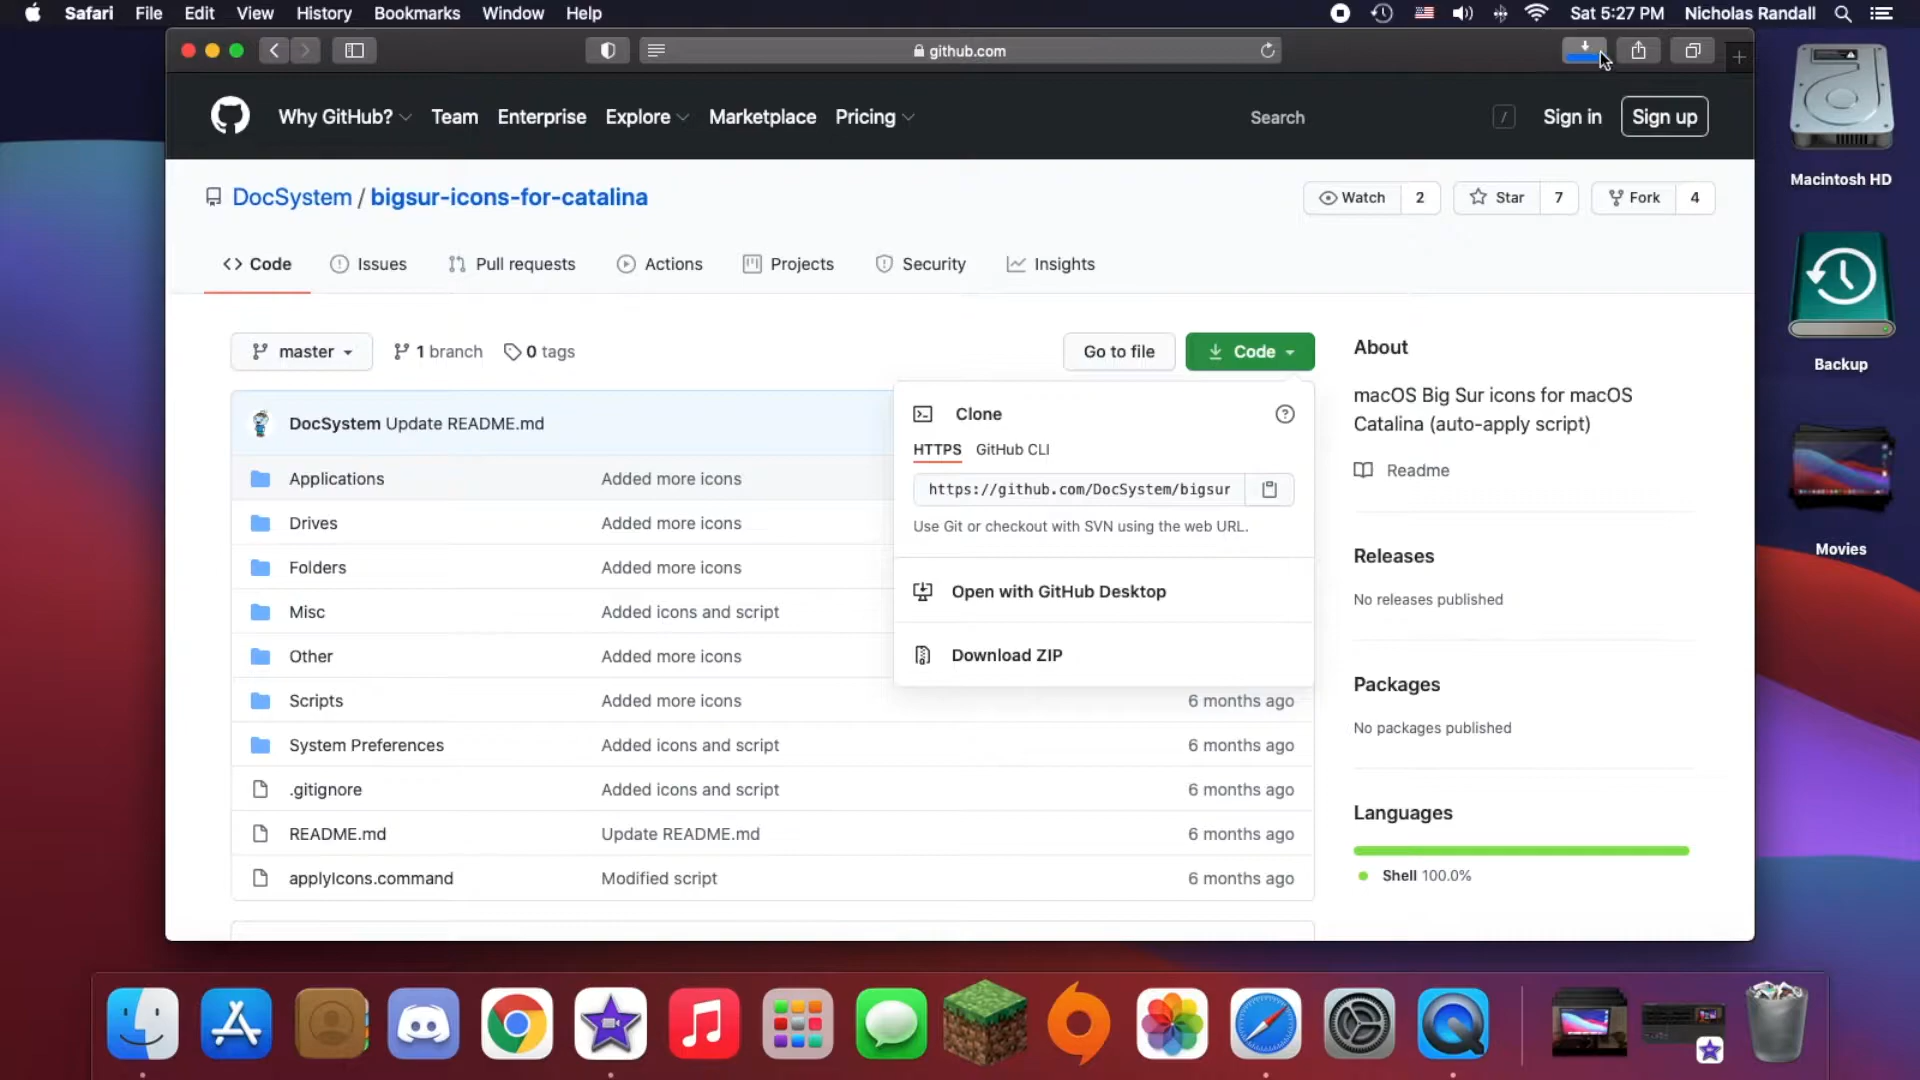 Safari File Edit View History Bookmarks Window Help
Sat 5:27 PM Nicholas Randall
github.com
Why GitHub? Team Enterprise Explore Marketplace Pricing
Search / Sign in Sign up
Macintosh HD
DocSystem / bigsur-icons-for-catalina
Watch 2 Star 7 Fork 4
Code Issues Pull requests Actions Projects Security Insights
Backup
master 1 branch 0 tags Go to file Code
About
macOS Big Sur icons for macOS
Catalina (auto-apply script)
Readme
Releases
No releases published
Packages
No packages published
Languages
Shell 100.0%
DocSystem Update README.md
Clone
HTTPS GitHub CLI
https://github.com/DocSystem/bigsur
Use Git or checkout with SVN using the web URL.
Open with GitHub Desktop
Download ZIP
Applications Added more icons
Drives Added more icons
Folders Added more icons
Misc Added icons and script
Other Added more icons
Scripts Added more icons 6 months ago
System Preferences Added icons and script 6 months ago
.gitignore Added icons and script 6 months ago
README.md Update README.md 6 months ago
applyIcons.command Modified script 6 months ago
Movies